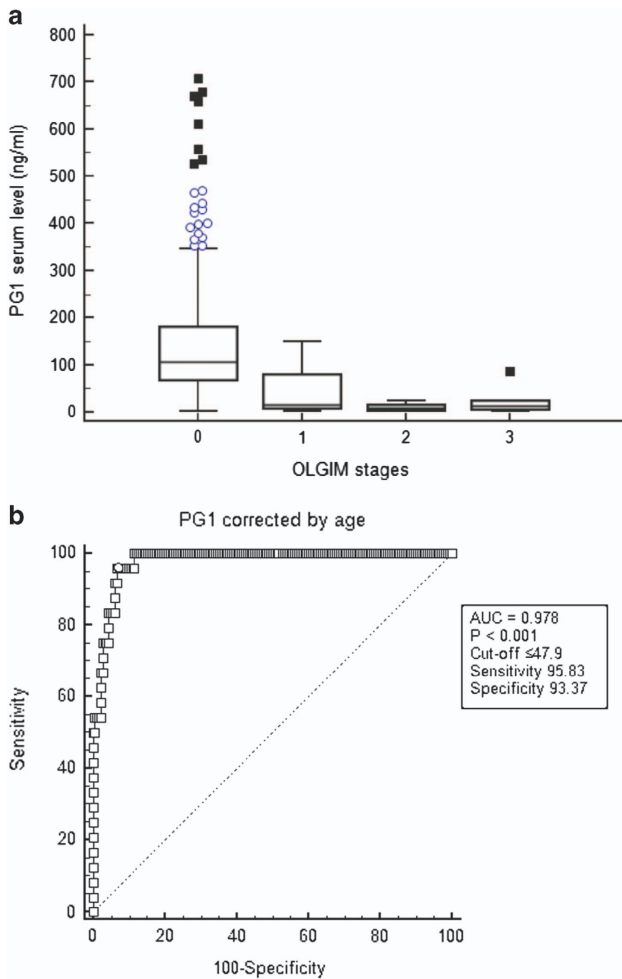 a
PG1 serum level (ng/ml)
800
700
600
500
400
300
200
100
0
0 1 2 3
OLGIM stages
b
PG1 corrected by age
Sensitivity
100
80
60
40
20
0
AUC = 0.978
P < 0.001
Cut-off ≤47.9
Sensitivity 95.83
Specificity 93.37
0 20 40 60 80 100
100-Specificity